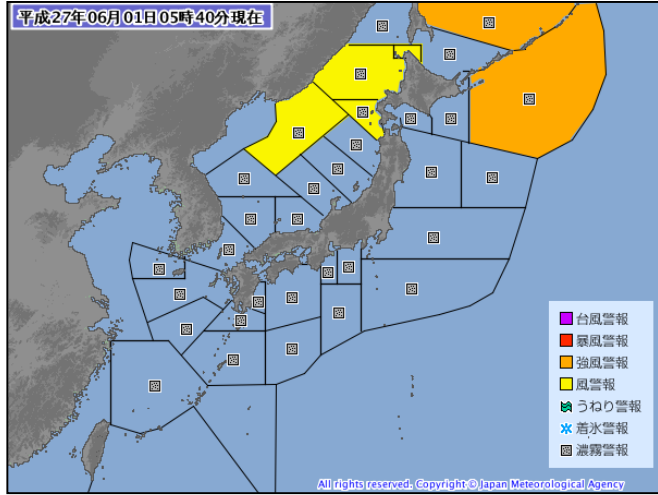 平成27年06月01日05時40分現在
台風警報
暴風警報
強風警報
風警報
うねり警報
着氷警報
濃霧警報
All rights reserved. Copyright © Japan Meteorological Agency